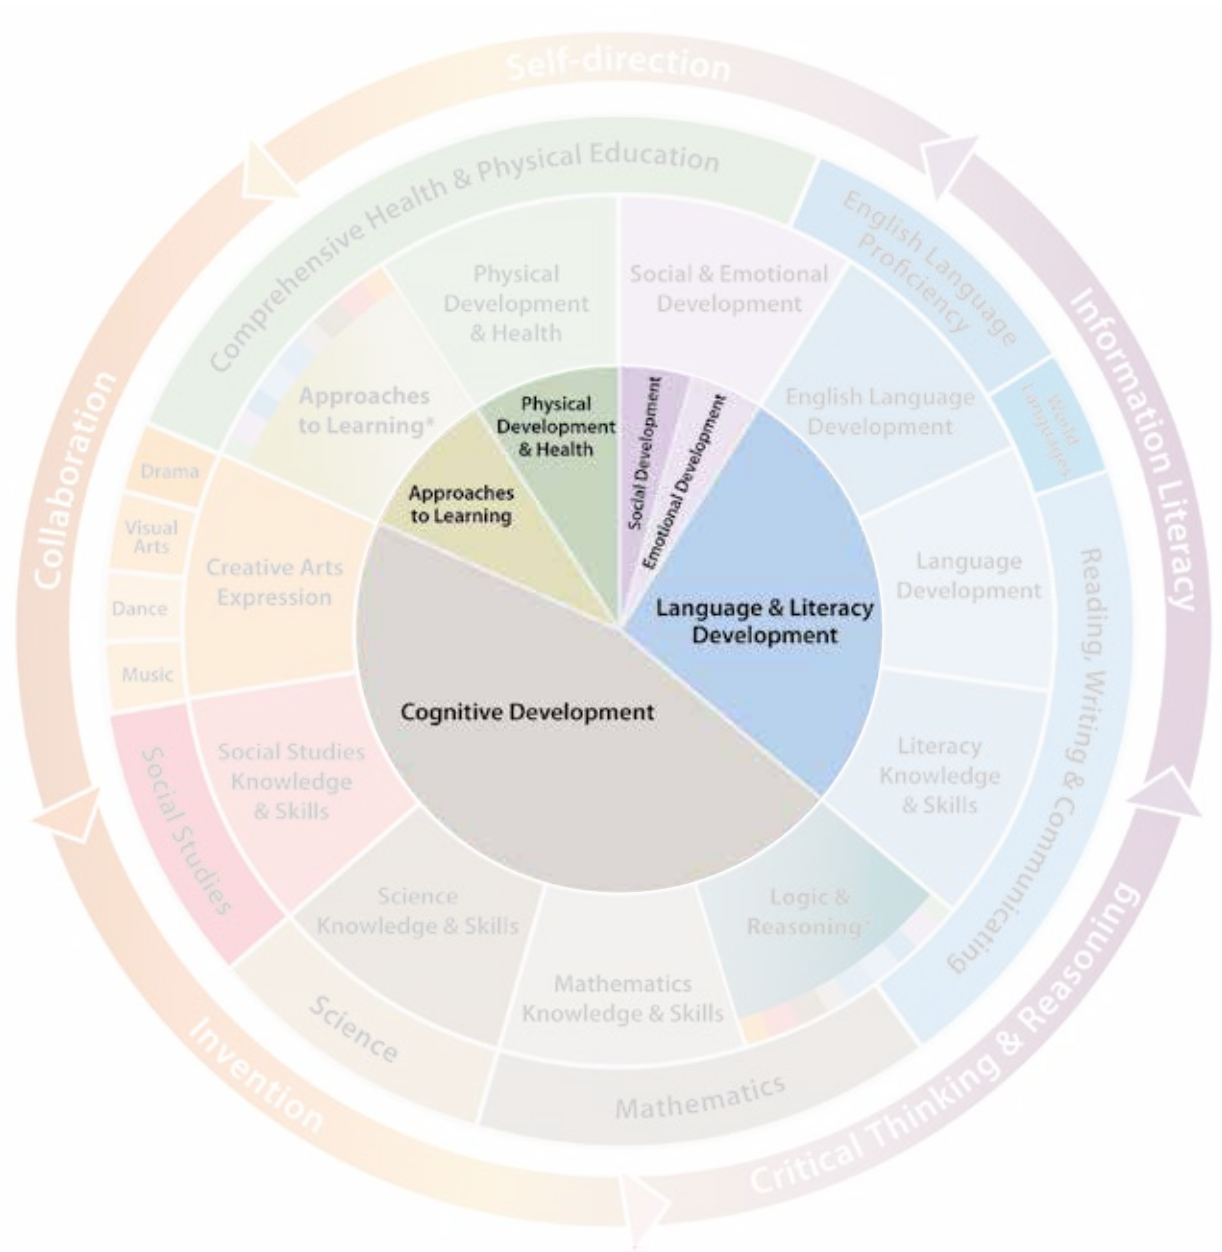 Self-direction
Information Literacy
Critical Thinking & Reasoning
Invention
Collaboration
Comprehensive Health & Physical Education
English Language
Proficiency
World
Languages
Reading, Writing & Communicating
Mathematics
Science
Social Studies
Music
Dance
Visual
Arts
Drama
Physical
Development
& Health
Social & Emotional
Development
English Language
Development
Language
Development
Literacy
Knowledge
& Skills
Logic &
Reasoning*
Mathematics
Knowledge & Skills
Science
Knowledge & Skills
Social Studies
Knowledge
& Skills
Creative Arts
Expression
Approaches
to Learning*
Physical
Development
& Health
Social Development
Emotional Development
Language & Literacy
Development
Cognitive Development
Approaches
to Learning